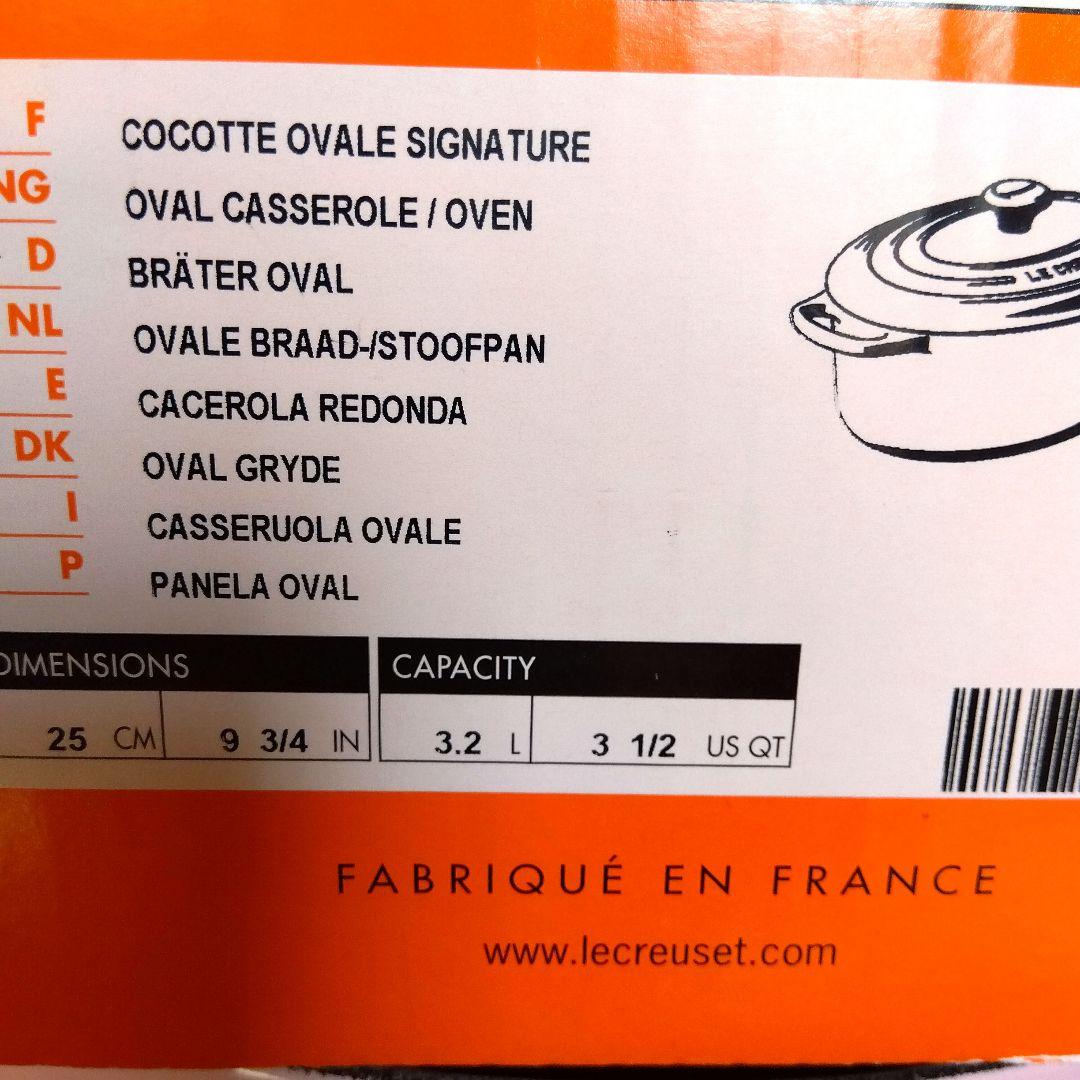 F COCOTTE OVALE SIGNATURE
NG OVAL CASSEROLE / OVEN
D BRÄTER OVAL
NL OVALE BRAAD-/STOOFPAN
E CACEROLA REDONDA
DK OVAL GRYDE
I CASSERUOLA OVALE
P PANELA OVAL
LE CRE
DIMENSIONS CAPACITY
25 CM 9 3/4 IN 3.2 L 3 1/2 US QT
FABRIQUÉ EN FRANCE
www.lecreuset.com